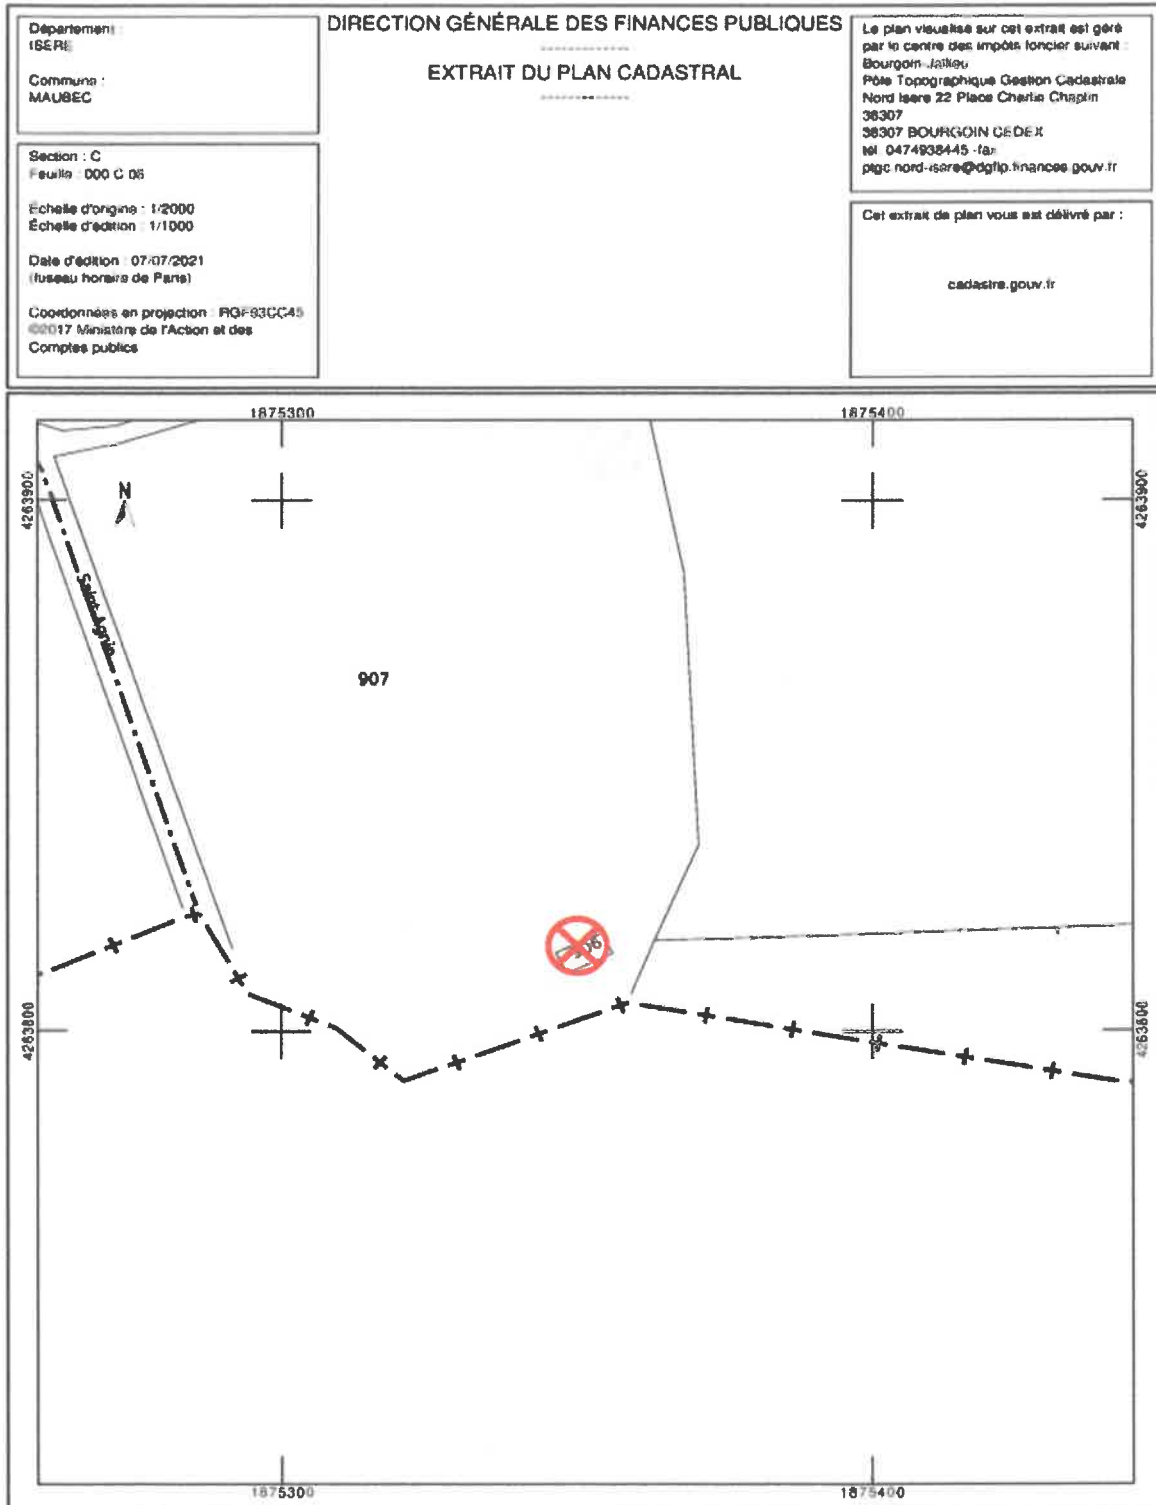 DIRECTION GÉNÉRALE DES FINANCES PUBLIQUES
EXTRAIT DU PLAN CADASTRAL
Département :
ISERE
Commune :
MAUBEC
Section : C
Feuille : 000 C 06
Échelle d'origine : 1/2000
Échelle d'édition : 1/1000
Date d'édition : 07/07/2021
(fuseau horaire de Paris)
Coordonnées en projection : RGF93CC45
©2017 Ministère de l'Action et des
Comptes publics
Le plan visualisé sur cet extrait est géré
par le centre des impôts foncier suivant :
Bourgoin-Jallieu
Pôle Topographique Gestion Cadastrale
Nord Isere 22 Place Charlie Chaplin
38307
38307 BOURGOIN CEDEX
tél. 0474938445 -fax
ptgc.nord-isere@dgfip.finances.gouv.fr
Cet extrait de plan vous est délivré par :
cadastre.gouv.fr
1875300
1875400
4263900
4263900
N
Saint-Agnin
907
4263800
4263800
1875300
1875400